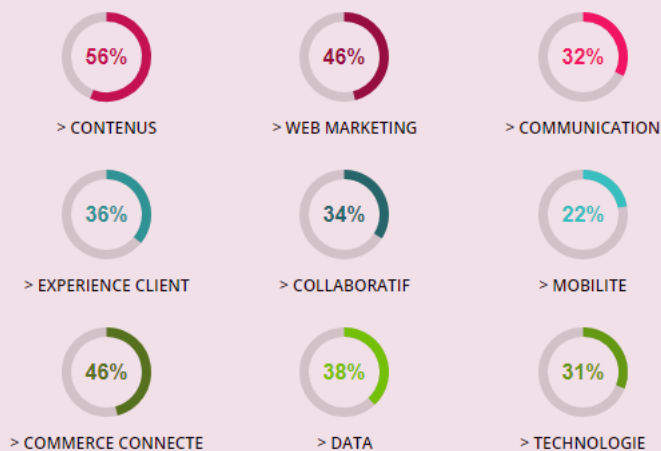 56%
46%
32%
> CONTENUS
> WEB MARKETING
> COMMUNICATION
36%
34%
22%
> EXPERIENCE CLIENT
> COLLABORATIF
> MOBILITE
46%
38%
31%
> COMMERCE CONNECTE
> DATA
> TECHNOLOGIE